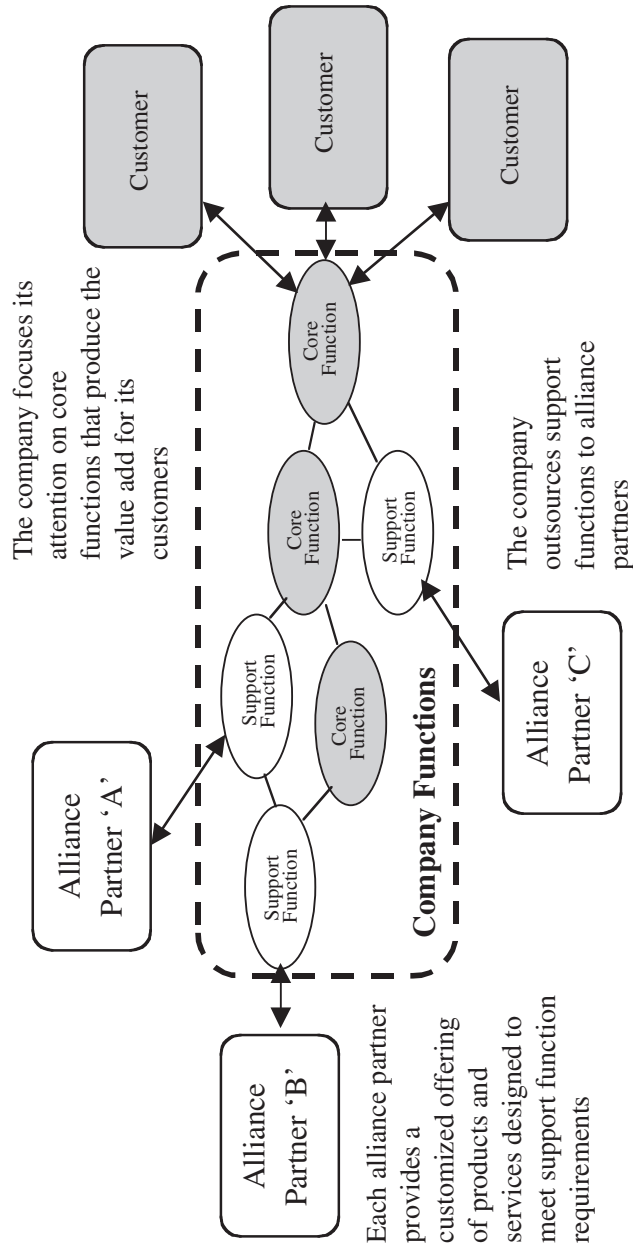 The company focuses its
attention on core
functions that produce the
value add for its
customers
Alliance
Partner ‘A’
Alliance
Partner ‘B’
Support
Function
Support
Function
Core
Function
Core
Function
Support
Function
Core
Function
Customer
Customer
Customer
Company Functions
Each alliance partner
provides a
customized offering
of products and
services designed to
meet support function
requirements
Alliance
Partner ‘C’
The company
outsources support
functions to alliance
partners